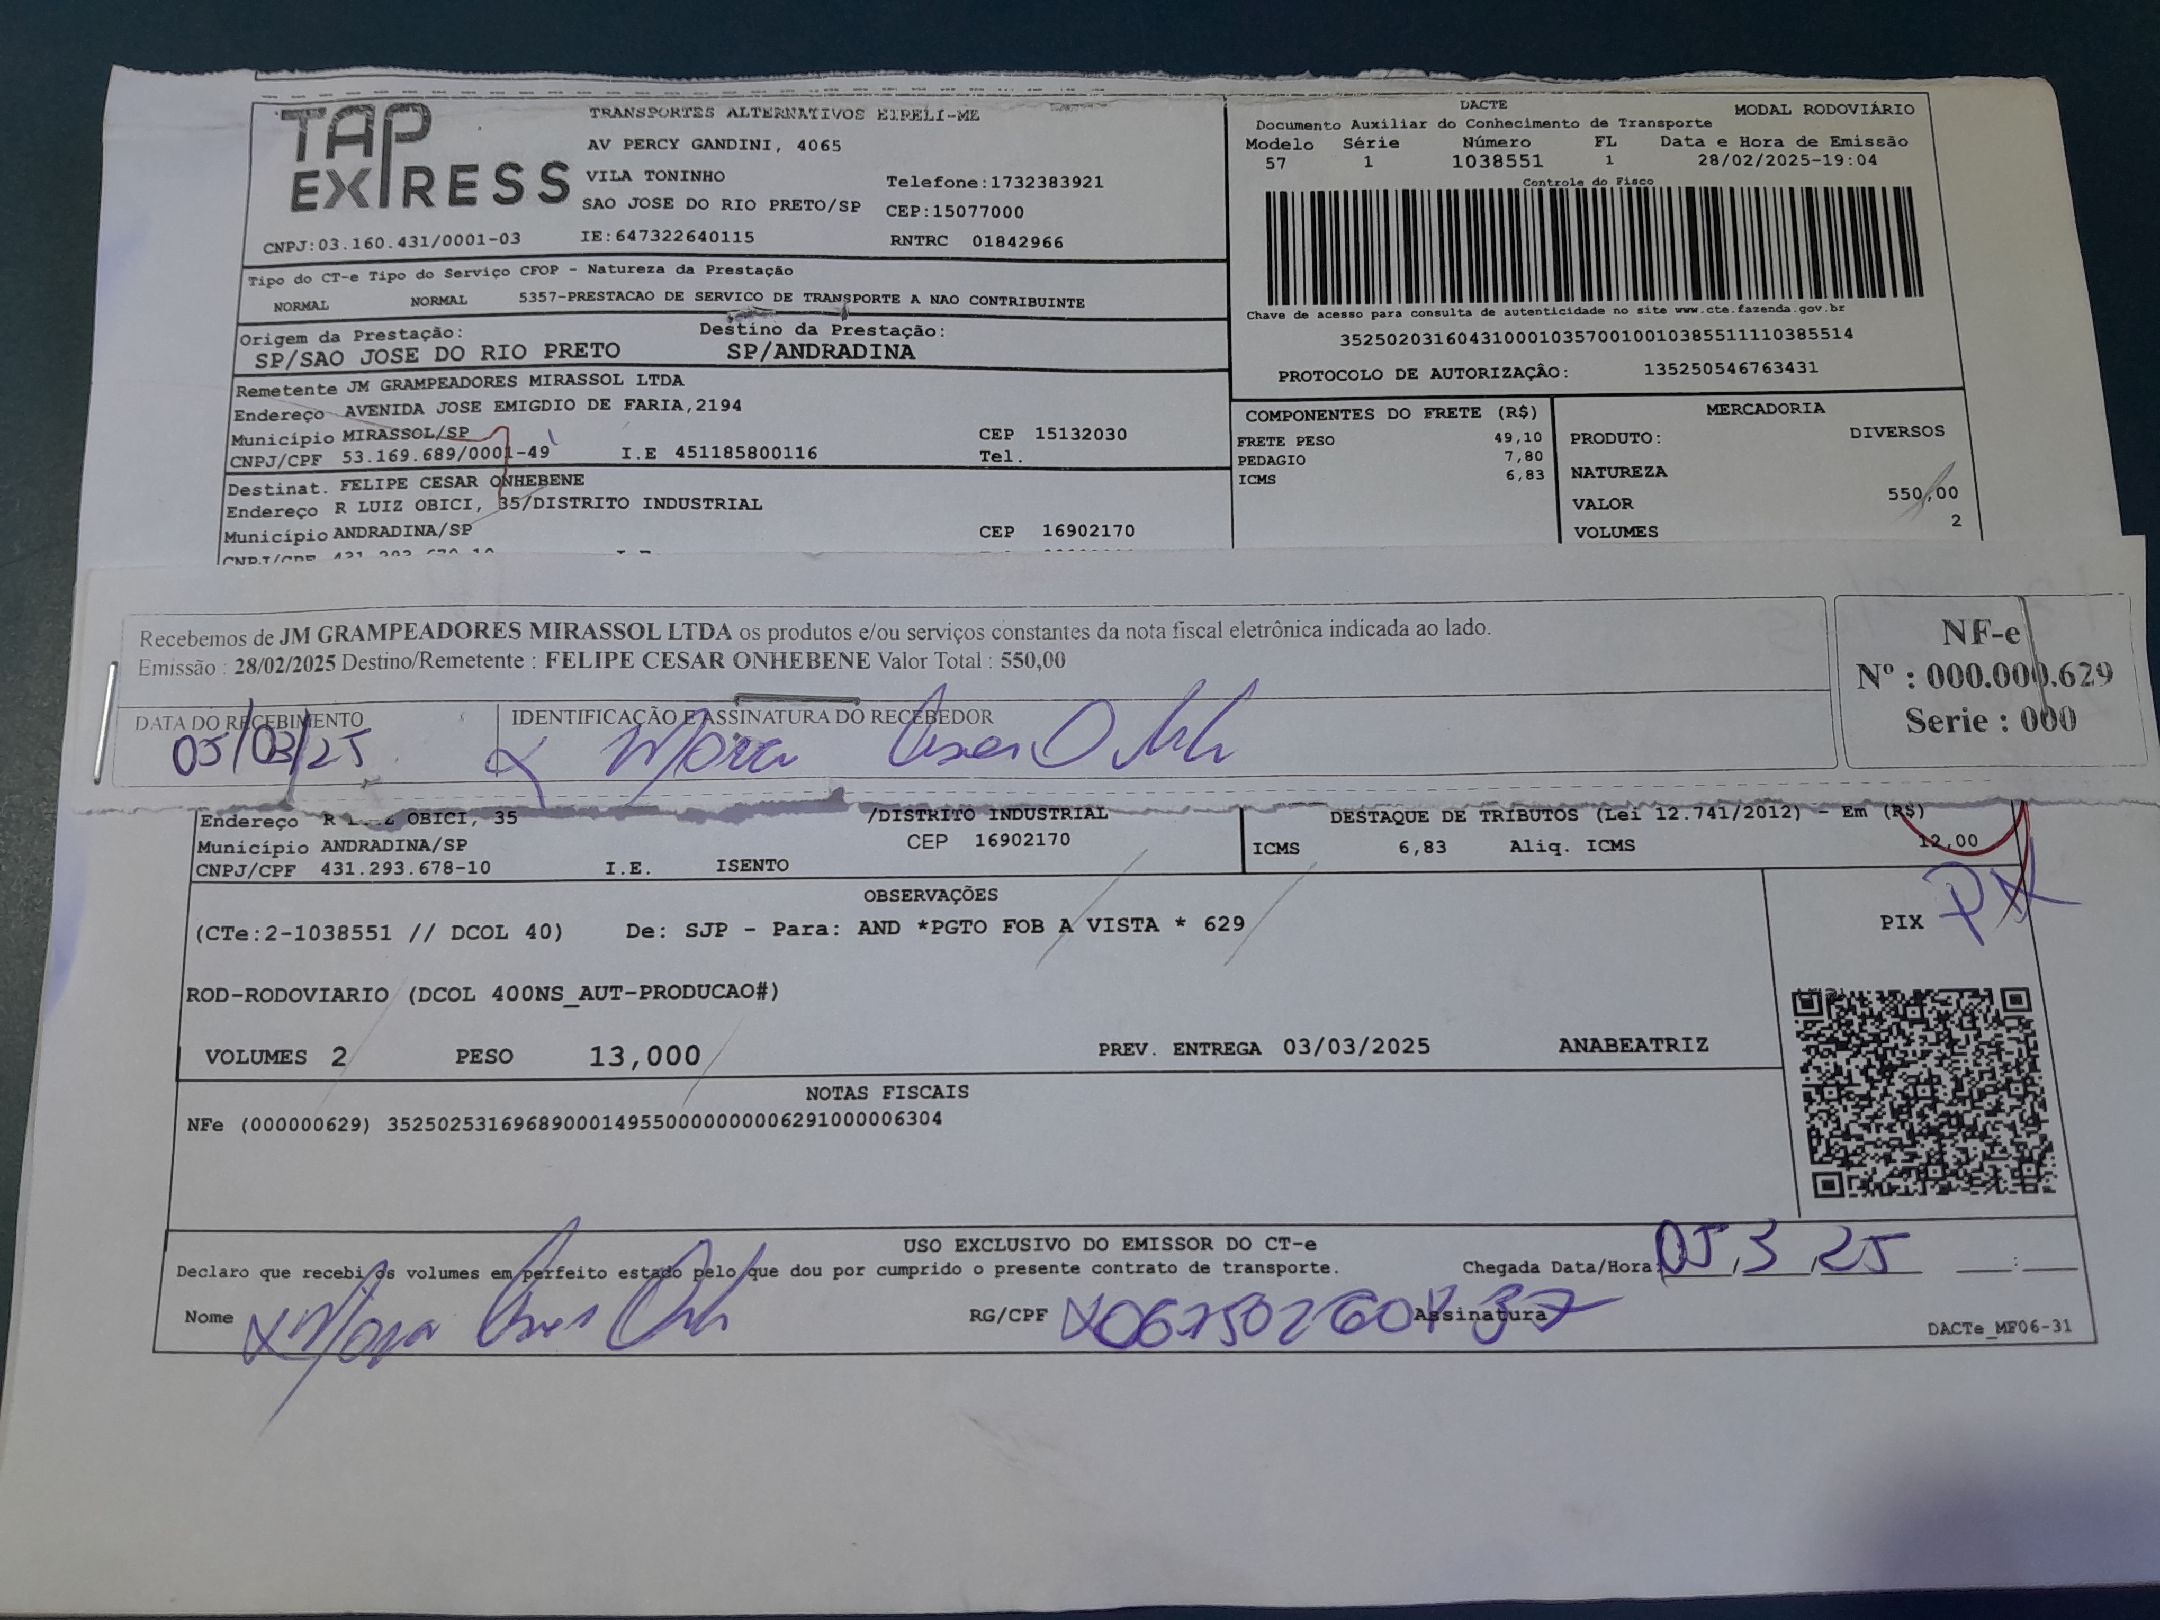 TAP EXPRESS
TRANSPORTES ALTERNATIVOS EIRELI-ME
AV PERCY GANDINI, 4065
VILA TONINHO Telefone:1732383921
SAO JOSE DO RIO PRETO/SP CEP:15077000
CNPJ:03.160.431/0001-03 IE:647322640115 RNTRC 01842966
DACTE MODAL RODOVIÁRIO
Documento Auxiliar do Conhecimento de Transporte
Modelo Série Número FL Data e Hora de Emissão
57 1 1038551 1 28/02/2025-19:04
Controle do Fisco
Chave de acesso para consulta de autenticidade no site www.cte.fazenda.gov.br
35250203160431000103570010010385511110385514
PROTOCOLO DE AUTORIZAÇÃO: 135250546763431
Tipo do CT-e Tipo do Serviço CFOP - Natureza da Prestação
NORMAL NORMAL 5357-PRESTACAO DE SERVICO DE TRANSPORTE A NAO CONTRIBUINTE
Origem da Prestação: Destino da Prestação:
SP/SAO JOSE DO RIO PRETO SP/ANDRADINA
Remetente JM GRAMPEADORES MIRASSOL LTDA
Endereço AVENIDA JOSE EMIGDIO DE FARIA,2194
Município MIRASSOL/SP CEP 15132030
CNPJ/CPF 53.169.689/0001-49 I.E 451185800116 Tel.
Destinat. FELIPE CESAR ONHEBENE
Endereço R LUIZ OBICI, 35/DISTRITO INDUSTRIAL
Município ANDRADINA/SP CEP 16902170
COMPONENTES DO FRETE (R$)
FRETE PESO 49,10
PEDAGIO 7,80
ICMS 6,83
MERCADORIA
PRODUTO: DIVERSOS
NATUREZA
VALOR 550,00
VOLUMES 2
Recebemos de JM GRAMPEADORES MIRASSOL LTDA os produtos e/ou serviços constantes da nota fiscal eletrônica indicada ao lado.
Emissão : 28/02/2025 Destino/Remetente : FELIPE CESAR ONHEBENE Valor Total : 550,00
DATA DO RECEBIMENTO IDENTIFICAÇÃO E ASSINATURA DO RECEBEDOR
05/03/25
NF-e
Nº : 000.000.629
Serie : 000
Endereço R OBICI, 35 /DISTRITO INDUSTRIAL
Município ANDRADINA/SP CEP 16902170
CNPJ/CPF 431.293.678-10 I.E. ISENTO
DESTAQUE DE TRIBUTOS (Lei 12.741/2012) - Em (R$)
ICMS 6,83 Aliq. ICMS 12,00
OBSERVAÇÕES
(CTe:2-1038551 // DCOL 40) De: SJP - Para: AND *PGTO FOB A VISTA * 629
PIX PIX
ROD-RODOVIARIO (DCOL 400NS_AUT-PRODUCAO#)
VOLUMES 2 PESO 13,000 PREV. ENTREGA 03/03/2025 ANABEATRIZ
NOTAS FISCAIS
NFe (000000629) 35250253169689000149550000000006291000006304
USO EXCLUSIVO DO EMISSOR DO CT-e
Declaro que recebi os volumes em perfeito estado pelo que dou por cumprido o presente contrato de transporte. Chegada Data/Hora: 05/3/25 :
Nome RG/CPF Assinatura
DACTe_MF06-31